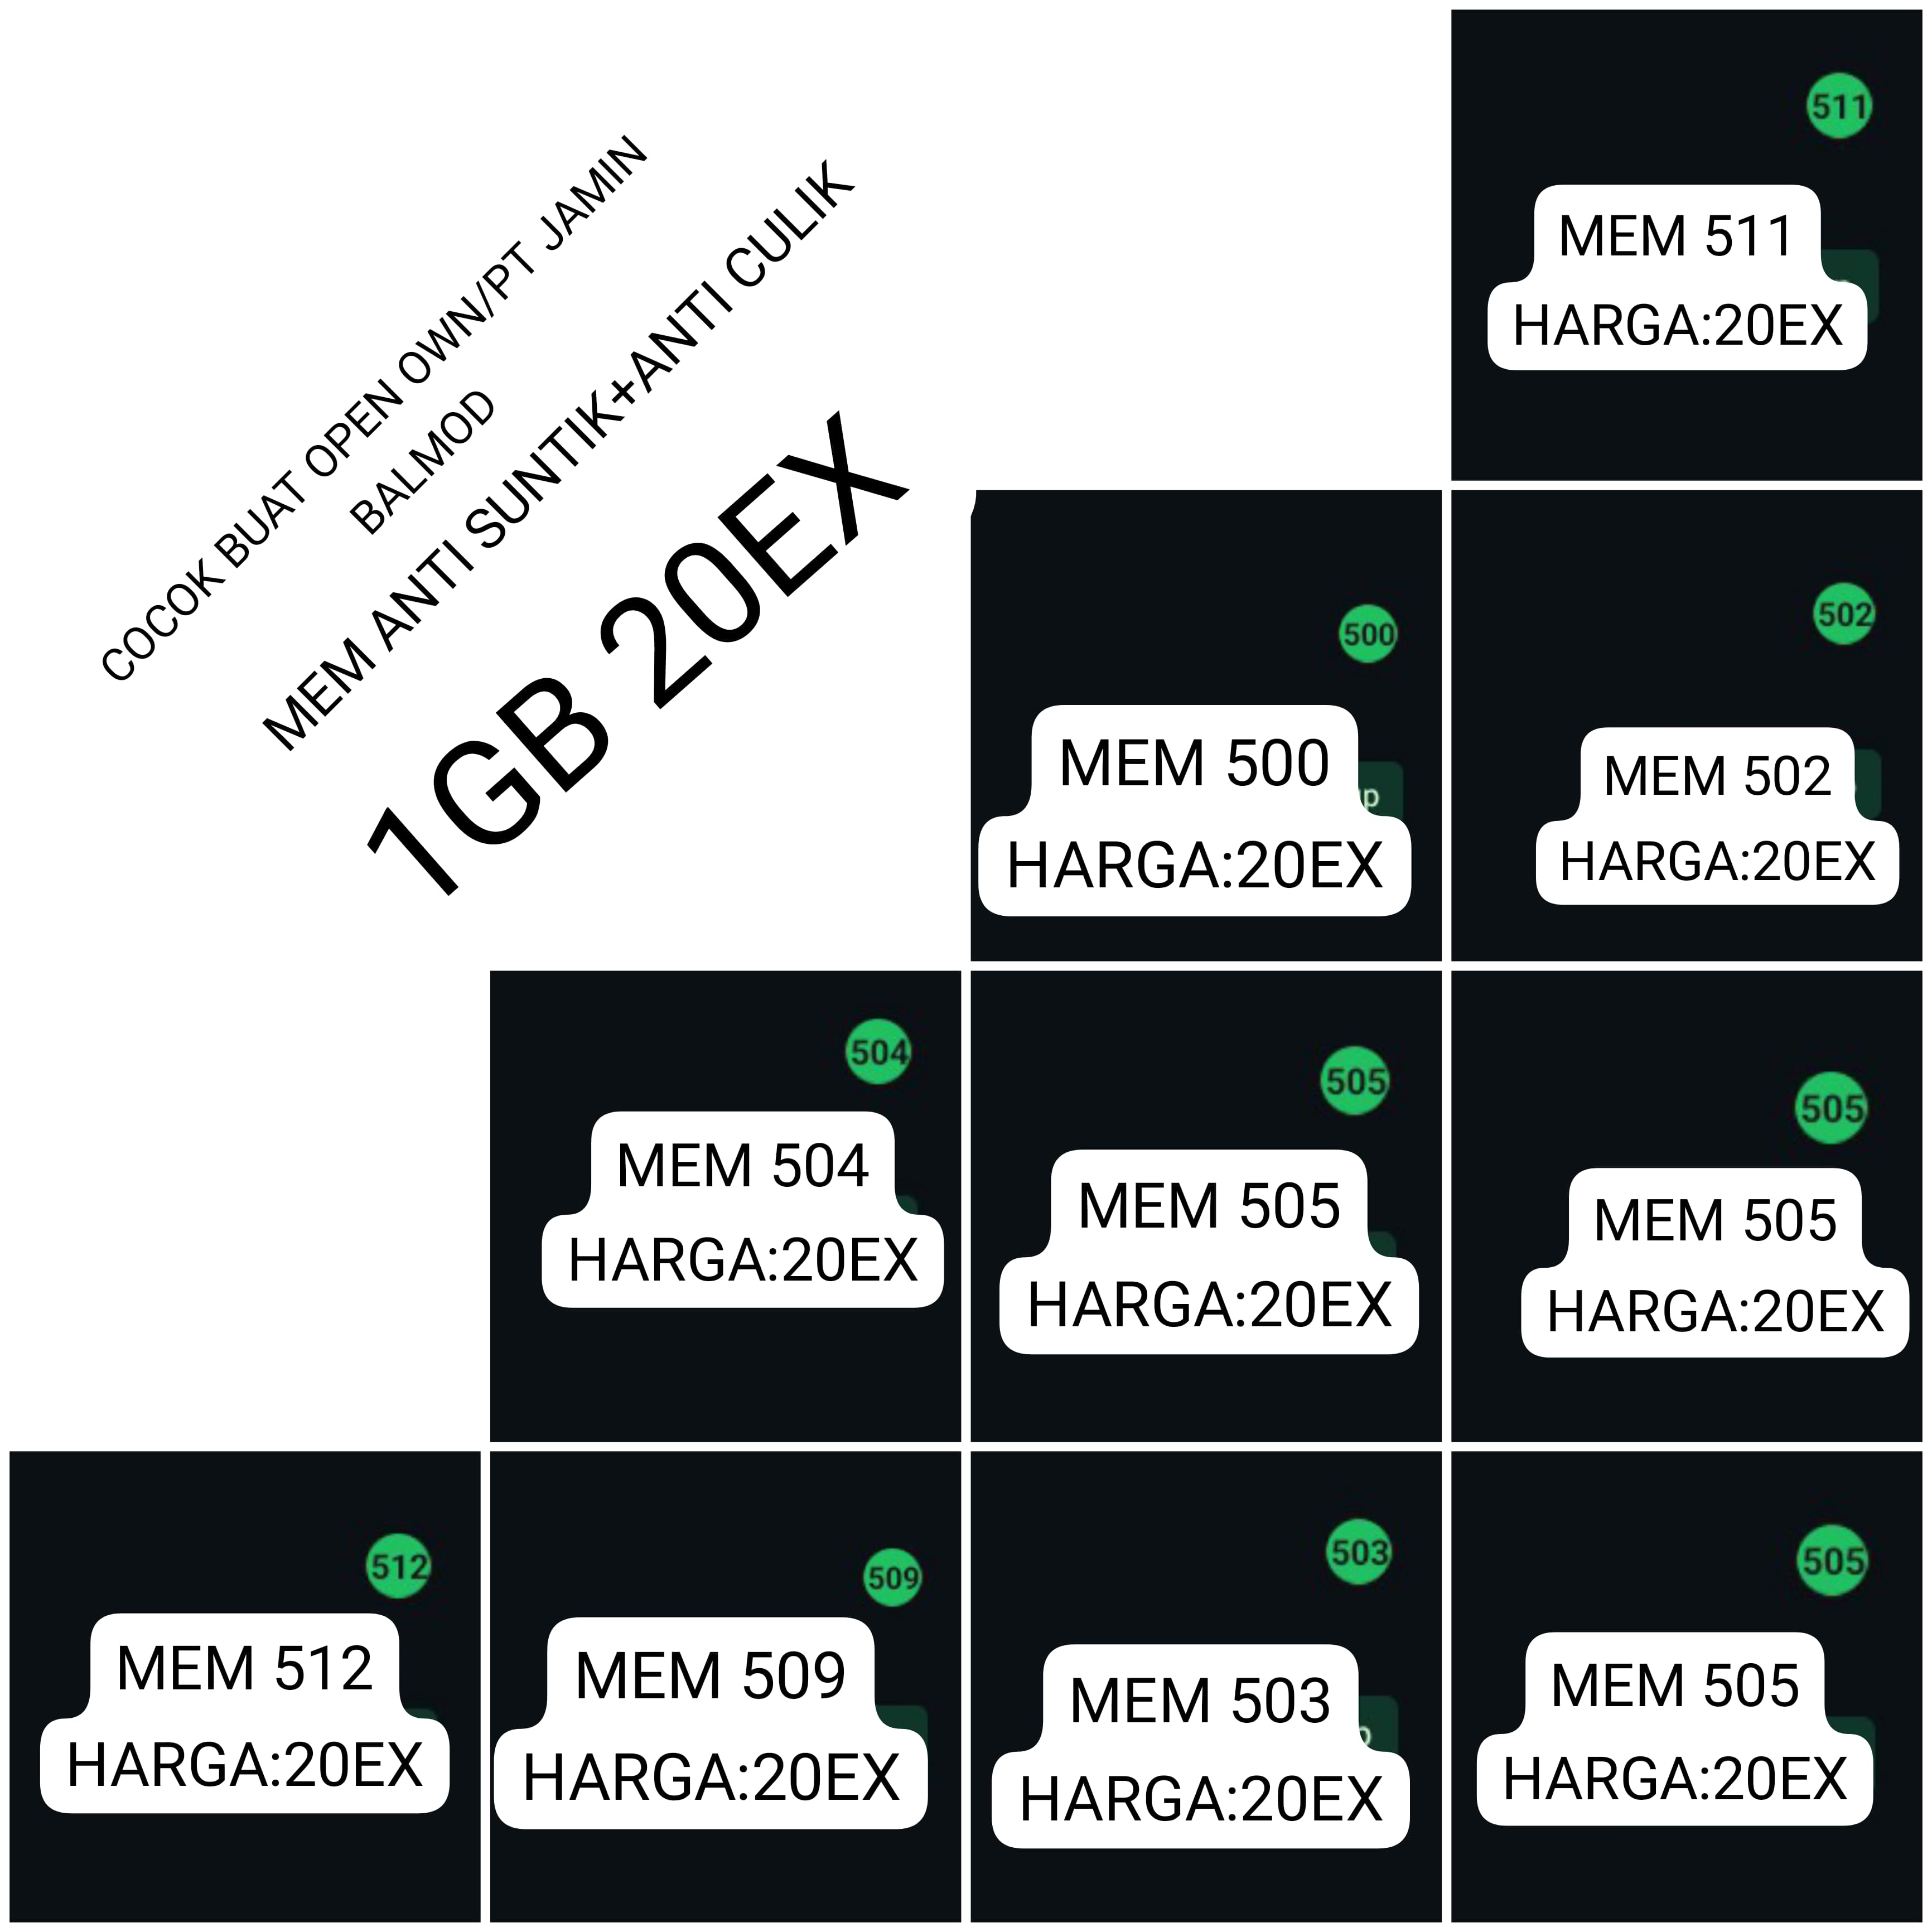 COCOK BUAT OPEN OWN/PT JAMIN
BALMOD
MEM ANTI SUNTIK+ANTI CULIK
1GB 20EX
511
MEM 511
HARGA:20EX
500
MEM 500
p
HARGA:20EX
502
MEM 502
HARGA:20EX
504
MEM 504
HARGA:20EX
505
MEM 505
HARGA:20EX
505
MEM 505
HARGA:20EX
512
MEM 512
HARGA:20EX
509
MEM 509
HARGA:20EX
503
MEM 503
HARGA:20EX
505
MEM 505
HARGA:20EX